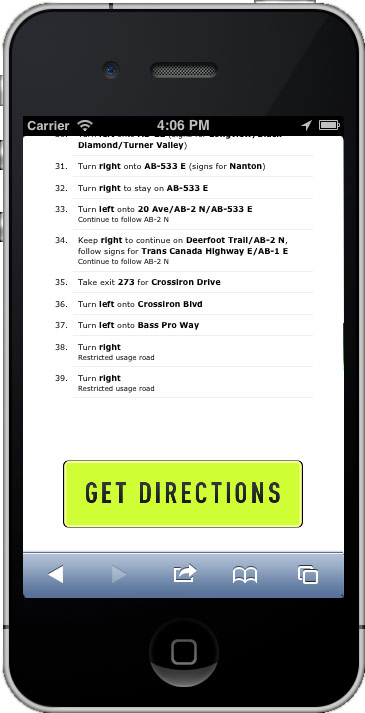 Carrier 4:06 PM
Diamond/Turner Valley)
31. Turn right onto AB-533 E (signs for Nanton)
32. Turn right to stay on AB-533 E
33. Turn left onto 20 Ave/AB-2 N/AB-533 E
Continue to follow AB-2 N
34. Keep right to continue on Deerfoot Trail/AB-2 N,
follow signs for Trans Canada Highway E/AB-1 E
Continue to follow AB-2 N
35. Take exit 273 for Crossiron Drive
36. Turn left onto Crossiron Blvd
37. Turn left onto Bass Pro Way
38. Turn right
Restricted usage road
39. Turn right
Restricted usage road
GET DIRECTIONS